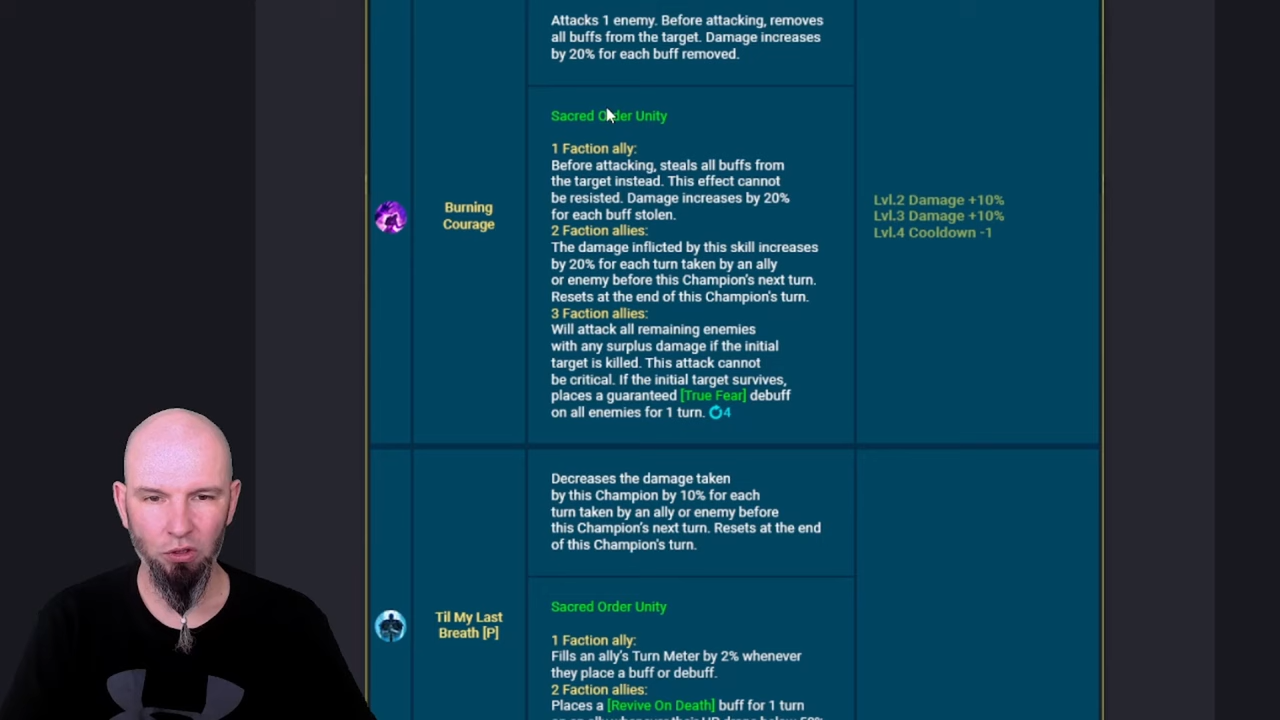 Attacks 1 enemy. Before attacking, removes
all buffs from the target. Damage increases
by 20% for each buff removed.
Sacred Order Unity
1 Faction ally:
Before attacking, steals all buffs from
the target instead. This effect cannot
be resisted. Damage increases by 20%
for each buff stolen.
2 Faction allies:
The damage inflicted by this skill increases
by 20% for each turn taken by an ally
or enemy before this Champion's next turn.
Resets at the end of this Champion's turn.
3 Faction allies:
Will attack all remaining enemies
with any surplus damage if the initial
target is killed. This attack cannot
be critical. If the initial target survives,
places a guaranteed [True Fear] debuff
on all enemies for 1 turn. 4
Burning
Courage
Lvl.2 Damage +10%
Lvl.3 Damage +10%
Lvl.4 Cooldown -1
Decreases the damage taken
by this Champion by 10% for each
turn taken by an ally or enemy before
this Champion's next turn. Resets at the end
of this Champion's turn.
Til My Last
Breath [P]
Sacred Order Unity
1 Faction ally:
Fills an ally's Turn Meter by 2% whenever
they place a buff or debuff.
2 Faction allies:
Places a [Revive On Death] buff for 1 turn